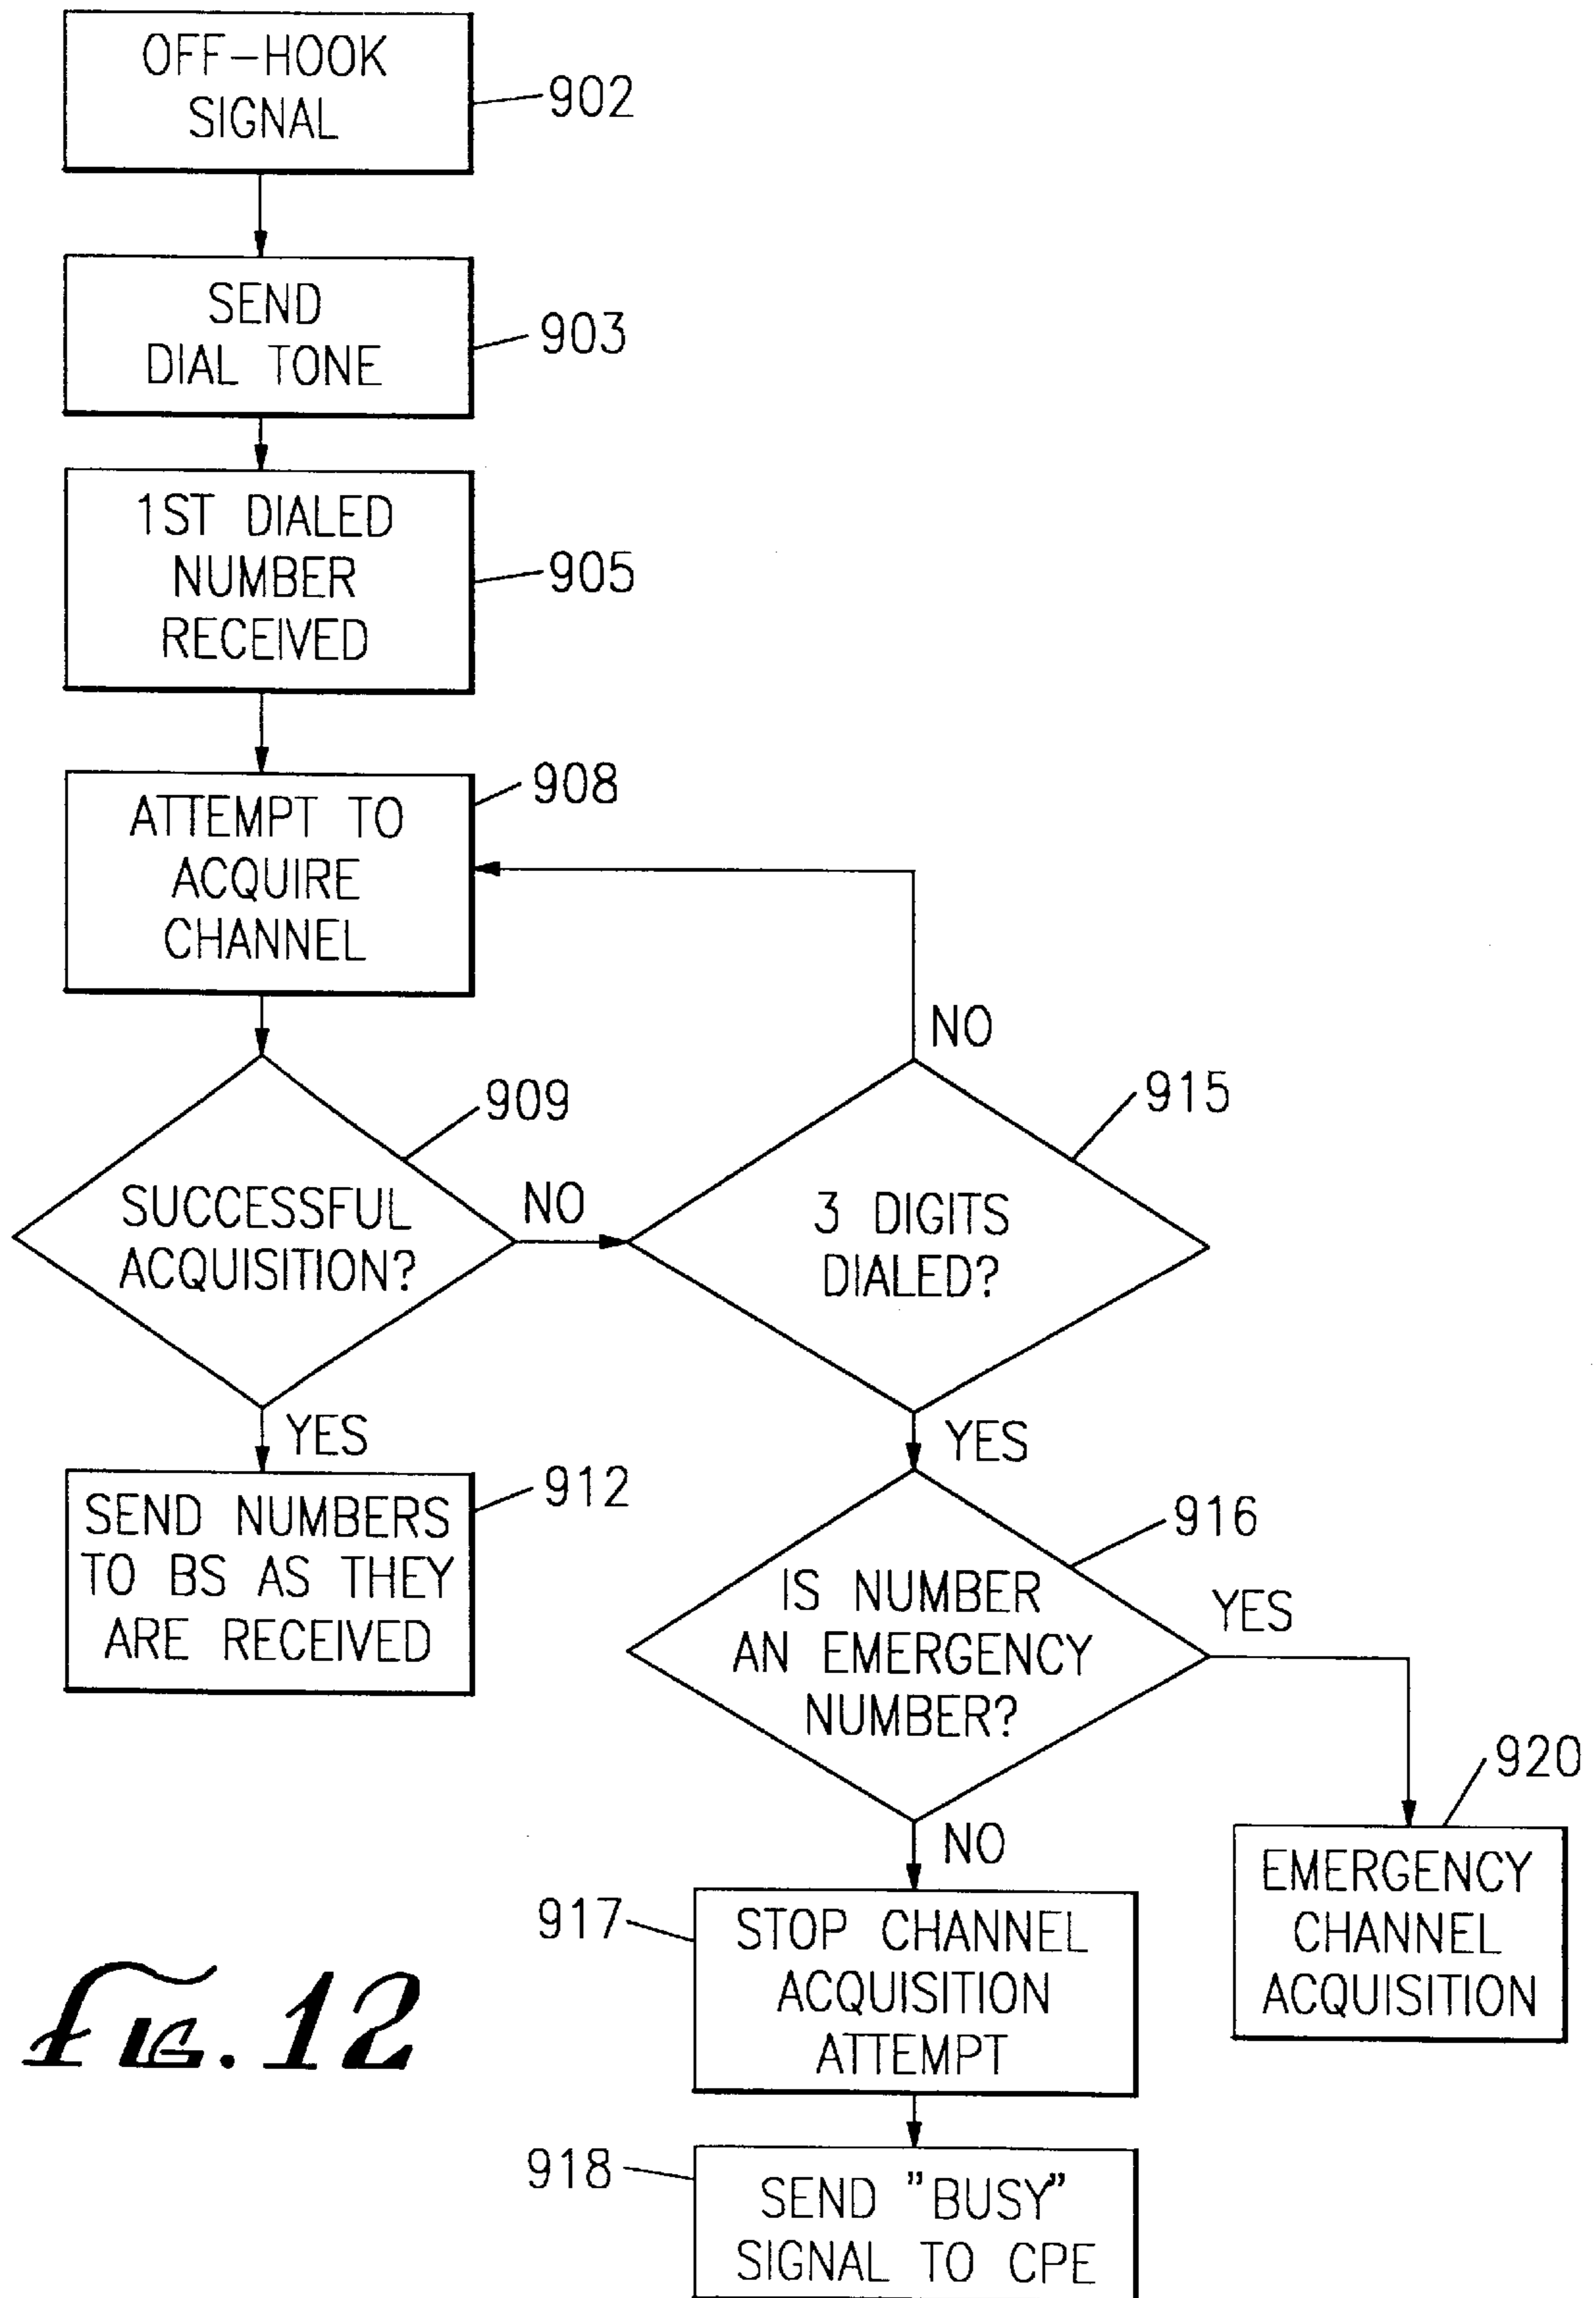 OFF-HOOK
SIGNAL
902
SEND
DIAL TONE
903
1ST DIALED
NUMBER
RECEIVED
905
ATTEMPT TO
ACQUIRE
CHANNEL
908
NO
SUCCESSFUL
ACQUISITION?
909
NO
3 DIGITS
DIALED?
915
YES
YES
SEND NUMBERS
TO BS AS THEY
ARE RECEIVED
912
IS NUMBER
AN EMERGENCY
NUMBER?
916
YES
NO
EMERGENCY
CHANNEL
ACQUISITION
920
917
STOP CHANNEL
ACQUISITION
ATTEMPT
918
SEND "BUSY"
SIGNAL TO CPE
FIG. 12